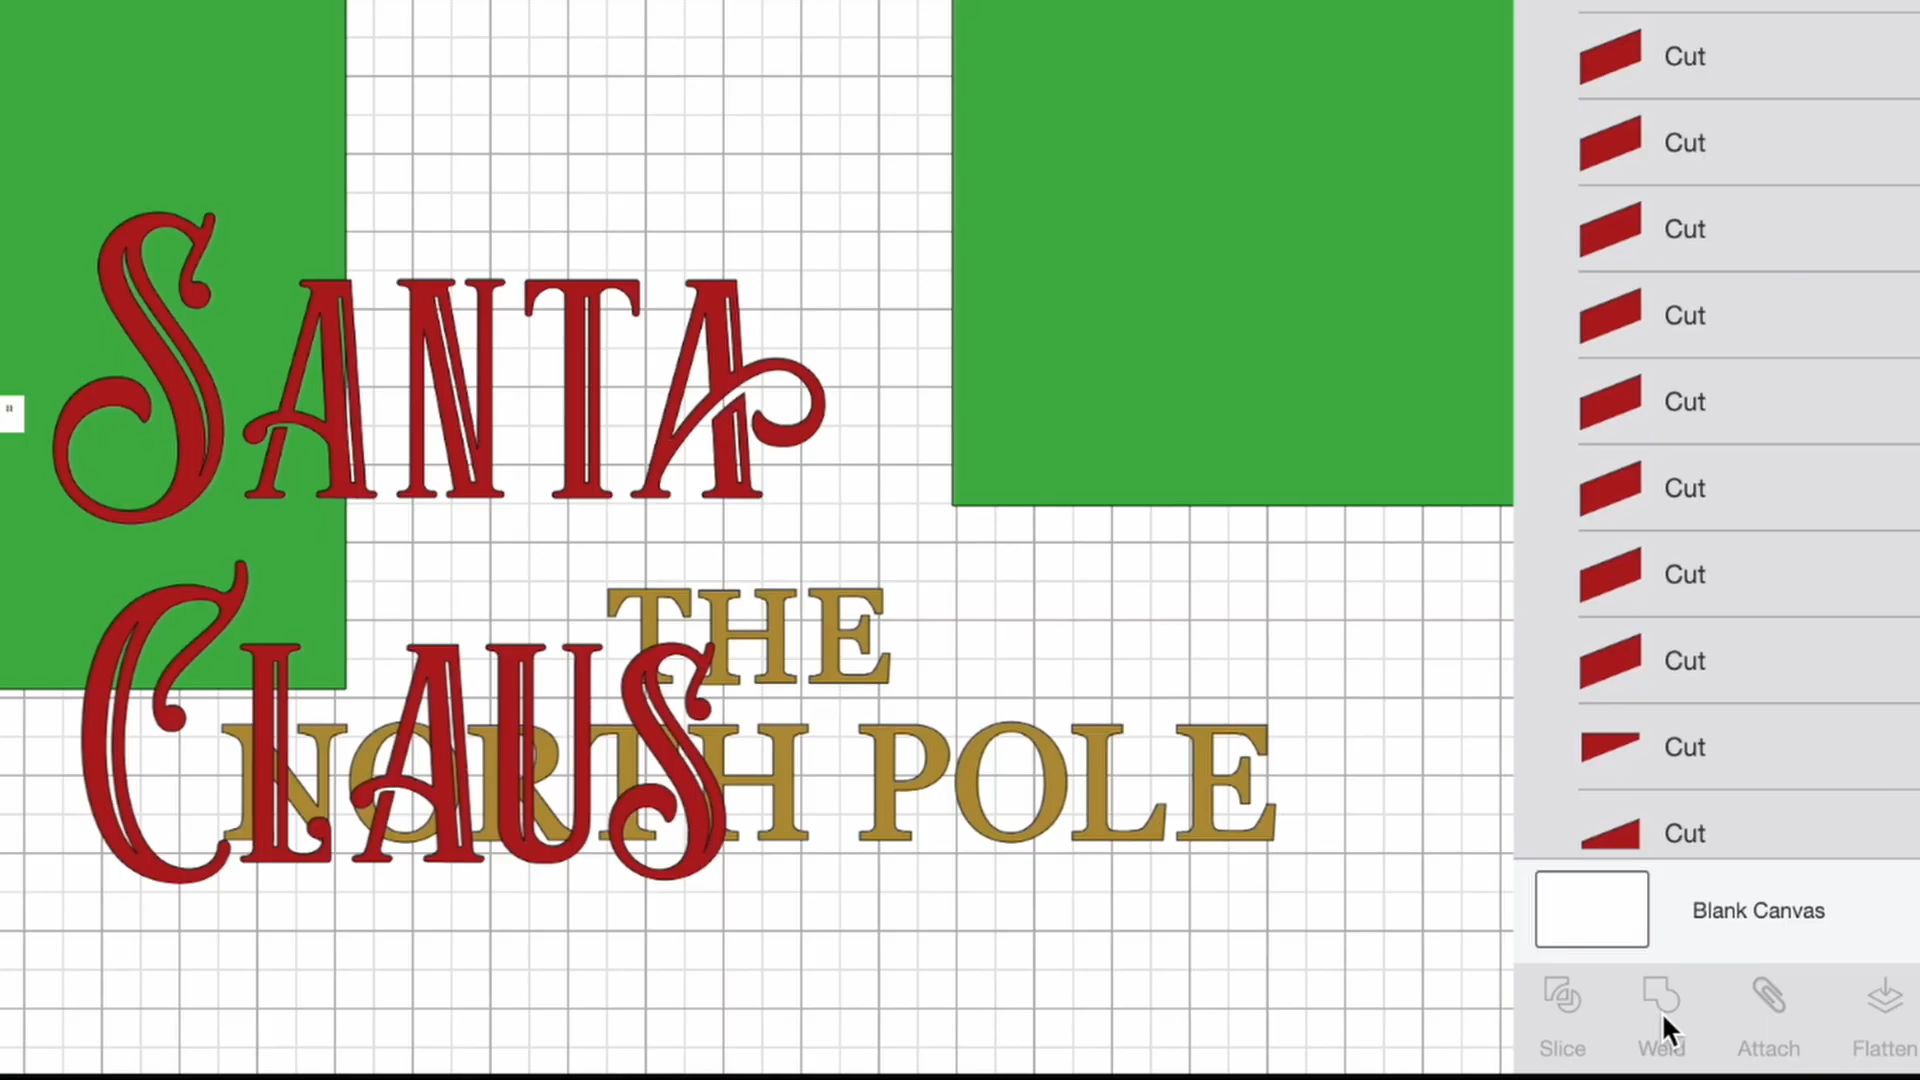 SANTA
"
CLAUS
THE
NORTH POLE
Cut
Cut
Cut
Cut
Cut
Cut
Cut
Cut
Cut
Cut
Blank Canvas
Slice
Weld
Attach
Flatten